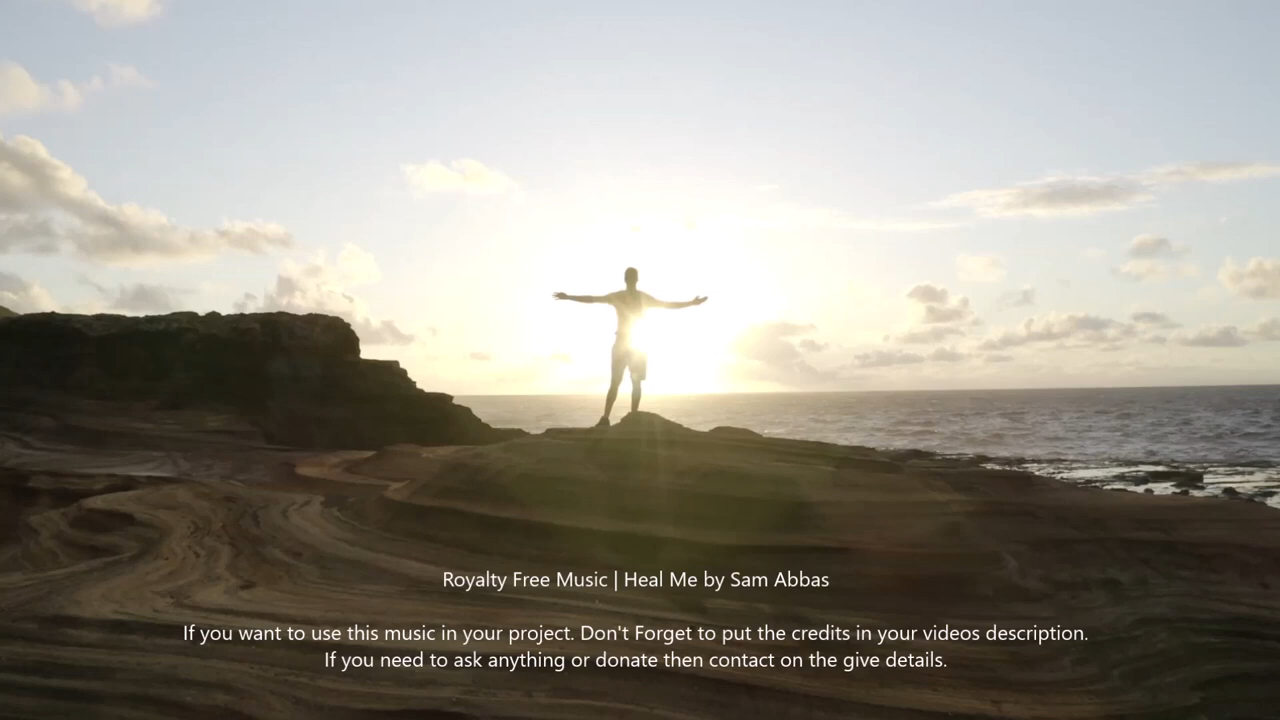 Royalty Free Music | Heal Me by Sam Abbas
If you want to use this music in your project. Don't Forget to put the credits in your videos description.
If you need to ask anything or donate then contact on the give details.